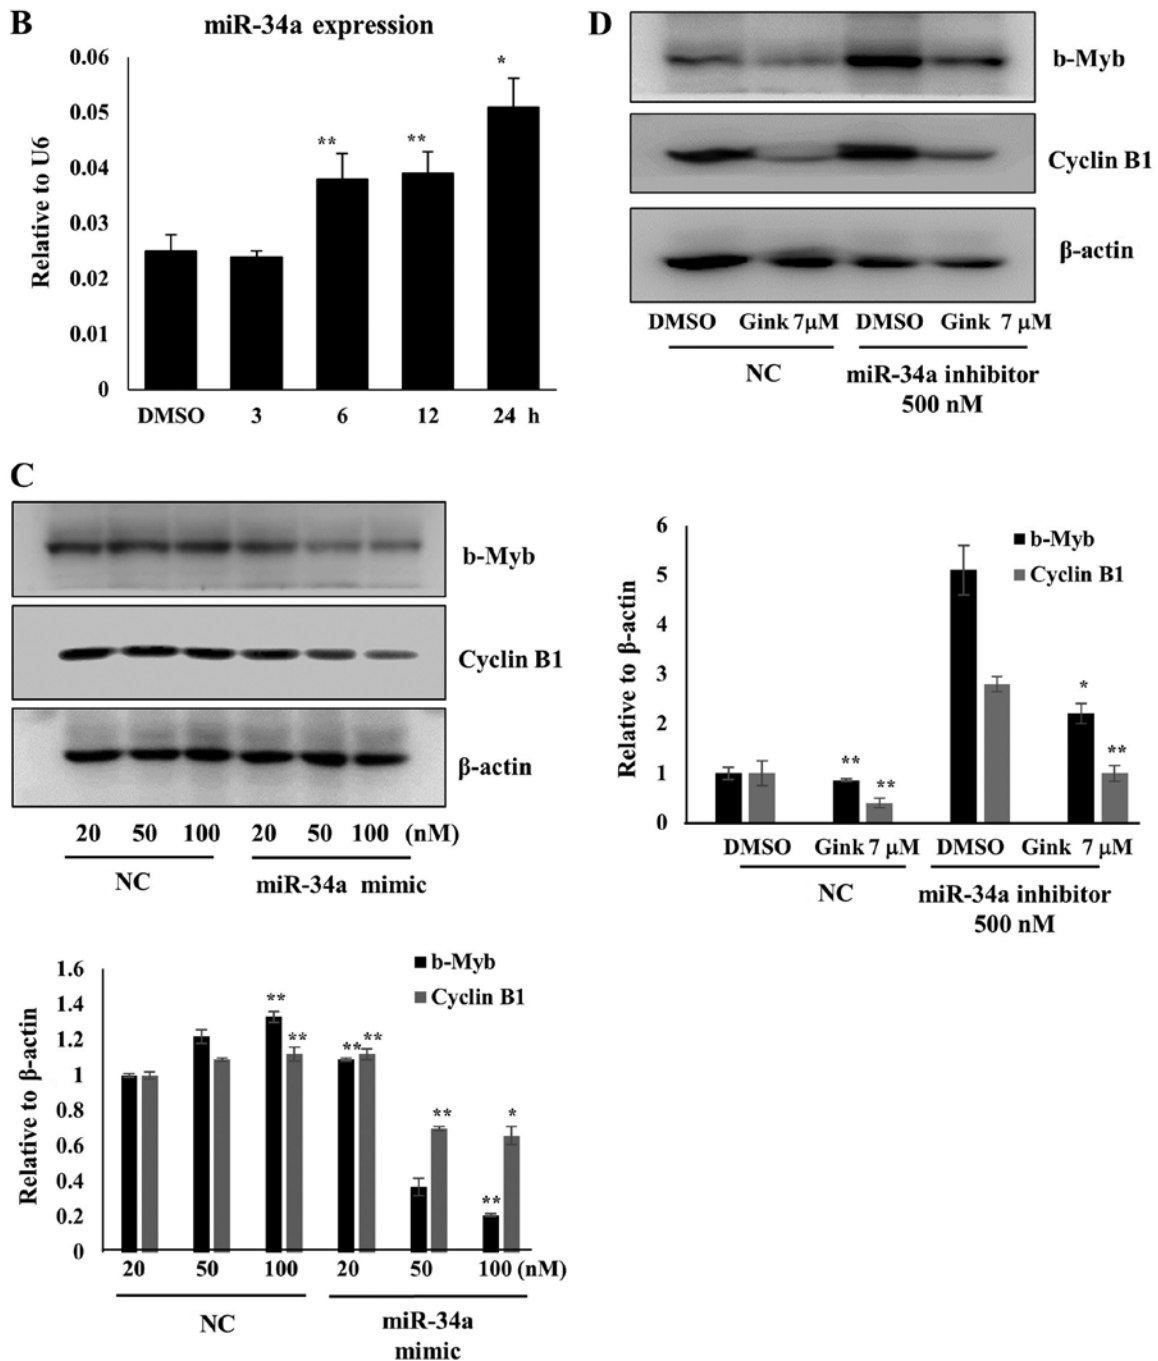 B
miR-34a expression
Relative to U6
0.06
0.05
0.04
0.03
0.02
0.01
0
** ** *
DMSO 3 6 12 24 h
D
b-Myb
Cyclin B1
β-actin
DMSO Gink 7μM DMSO Gink 7 μM
NC miR-34a inhibitor
500 nM
C
b-Myb
Cyclin B1
β-actin
20 50 100 20 50 100 (nM)
NC miR-34a mimic
Relative to β-actin
6
5
4
3
2
1
0
b-Myb
Cyclin B1
** ** * **
DMSO Gink 7 μM DMSO Gink 7 μM
NC miR-34a inhibitor
500 nM
Relative to β-actin
1.6
1.4
1.2
1
0.8
0.6
0.4
0.2
0
b-Myb
Cyclin B1
** ** ** ** ** ** *
20 50 100 20 50 100 (nM)
NC miR-34a
mimic